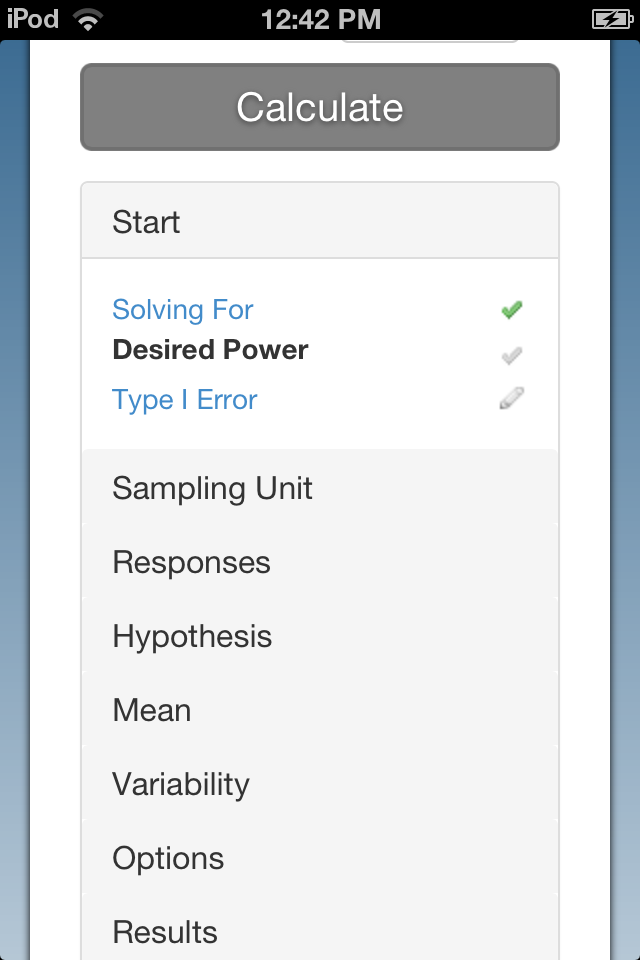 iPod 12:42 PM
Calculate
Start
Solving For
Desired Power
Type I Error
Sampling Unit
Responses
Hypothesis
Mean
Variability
Options
Results